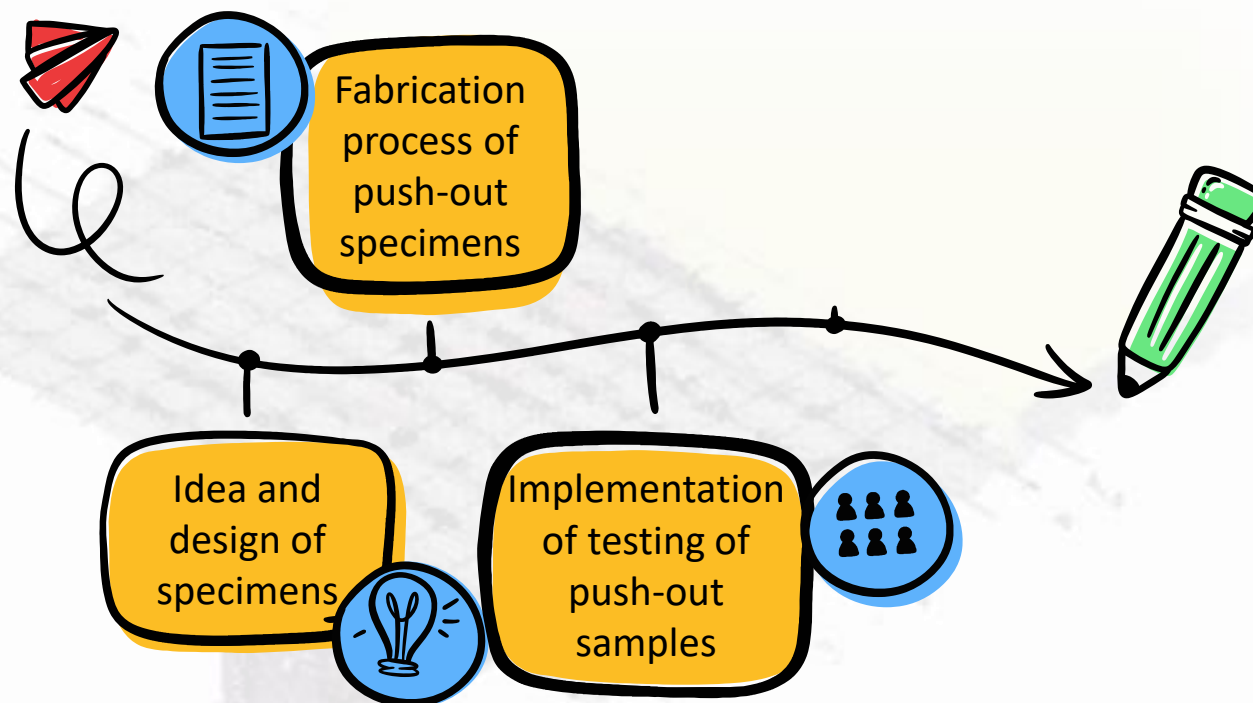 Fabrication
process of
push-out
specimens
Idea and
design of
specimens
Implementation
of testing of
push-out
samples